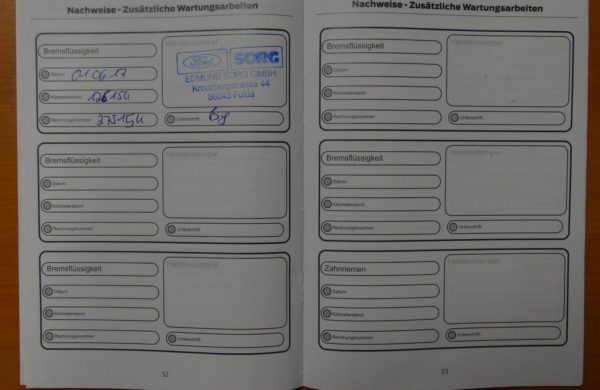 Nachweise - Zusätzliche Wartungsarbeiten
Bremsflüssigkeit
Datum 01.06.17
Kilometerstand
Rechnungsnummer
Händlerstempel
Ford SORG
EDMUND SORG GMBH
Kreuzbergstrasse 44
36043 Fulda
Unterschrift
Bremsflüssigkeit
Datum
Kilometerstand
Rechnungsnummer
Händlerstempel
Unterschrift
Bremsflüssigkeit
Datum
Kilometerstand
Rechnungsnummer
Händlerstempel
Unterschrift
32
Nachweise - Zusätzliche Wartungsarbeiten
Bremsflüssigkeit
Datum
Kilometerstand
Rechnungsnummer
Händlerstempel
Unterschrift
Bremsflüssigkeit
Datum
Kilometerstand
Rechnungsnummer
Händlerstempel
Unterschrift
Zahnriemen
Datum
Kilometerstand
Rechnungsnummer
Händlerstempel
Unterschrift
33